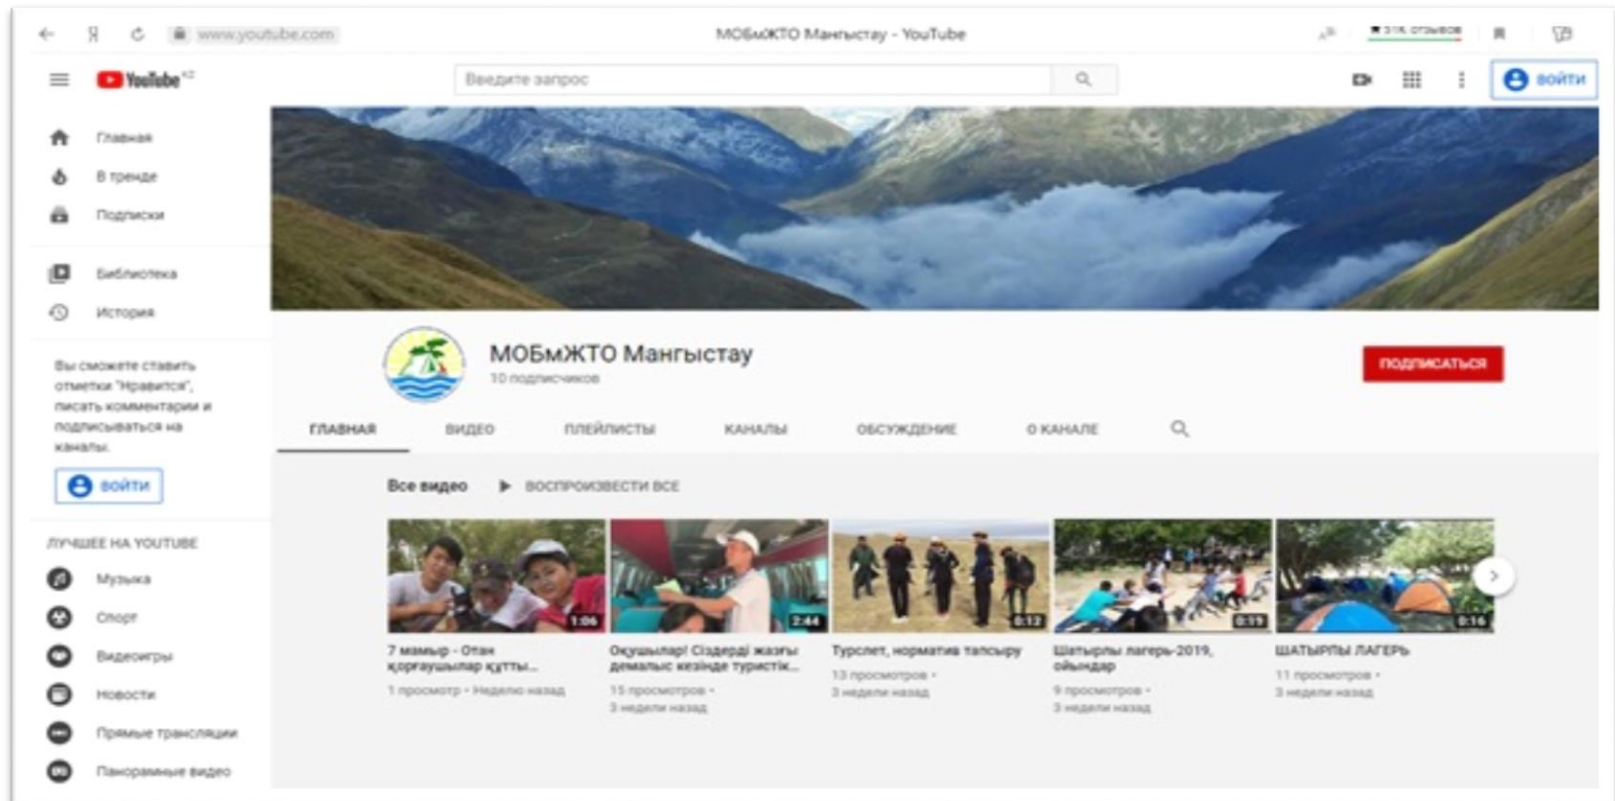 www.youtube.com
МОБмЖТО Мангыстау - YouTube
51К отзывов
YouTube KZ
Введите запрос
ВОЙТИ
Главная
В тренде
Подписки
Библиотека
История
Вы сможете ставить
отметки "Нравится",
писать комментарии и
подписываться на
каналы.
ВОЙТИ
ЛУЧШЕЕ НА YOUTUBE
Музыка
Спорт
Видеоигры
Новости
Прямые трансляции
Панорамные видео
МОБмЖТО Мангыстау
10 подписчиков
ПОДПИСАТЬСЯ
ГЛАВНАЯ ВИДЕО ПЛЕЙЛИСТЫ КАНАЛЫ ОБСУЖДЕНИЕ О КАНАЛЕ
Все видео ВОСПРОИЗВЕСТИ ВСЕ
1:06
7 мамыр - Отан
қорғаушылар құтты...
1 просмотр • Неделю назад
2:44
Оқушылар! Сіздерді жазғы
демалыс кезінде туристік...
15 просмотров •
3 недели назад
0:12
Турслет, норматив тапсыру
13 просмотров •
3 недели назад
0:19
Шатырлы лагерь-2019,
ойындар
9 просмотров •
3 недели назад
0:16
ШАТЫРЛЫ ЛАГЕРЬ
11 просмотров •
3 недели назад